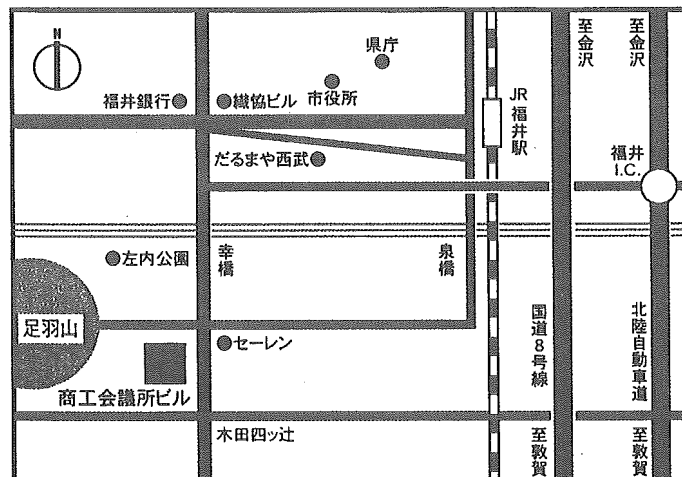 N
県庁
福井銀行
織協ビル
市役所
JR福井駅
至金沢
至金沢
だるまや西武
福井
I.C.
左内公園
幸橋
泉橋
足羽山
セーレン
国道8号線
北陸自動車道
商工会議所ビル
木田四ッ辻
至敦賀
至敦賀